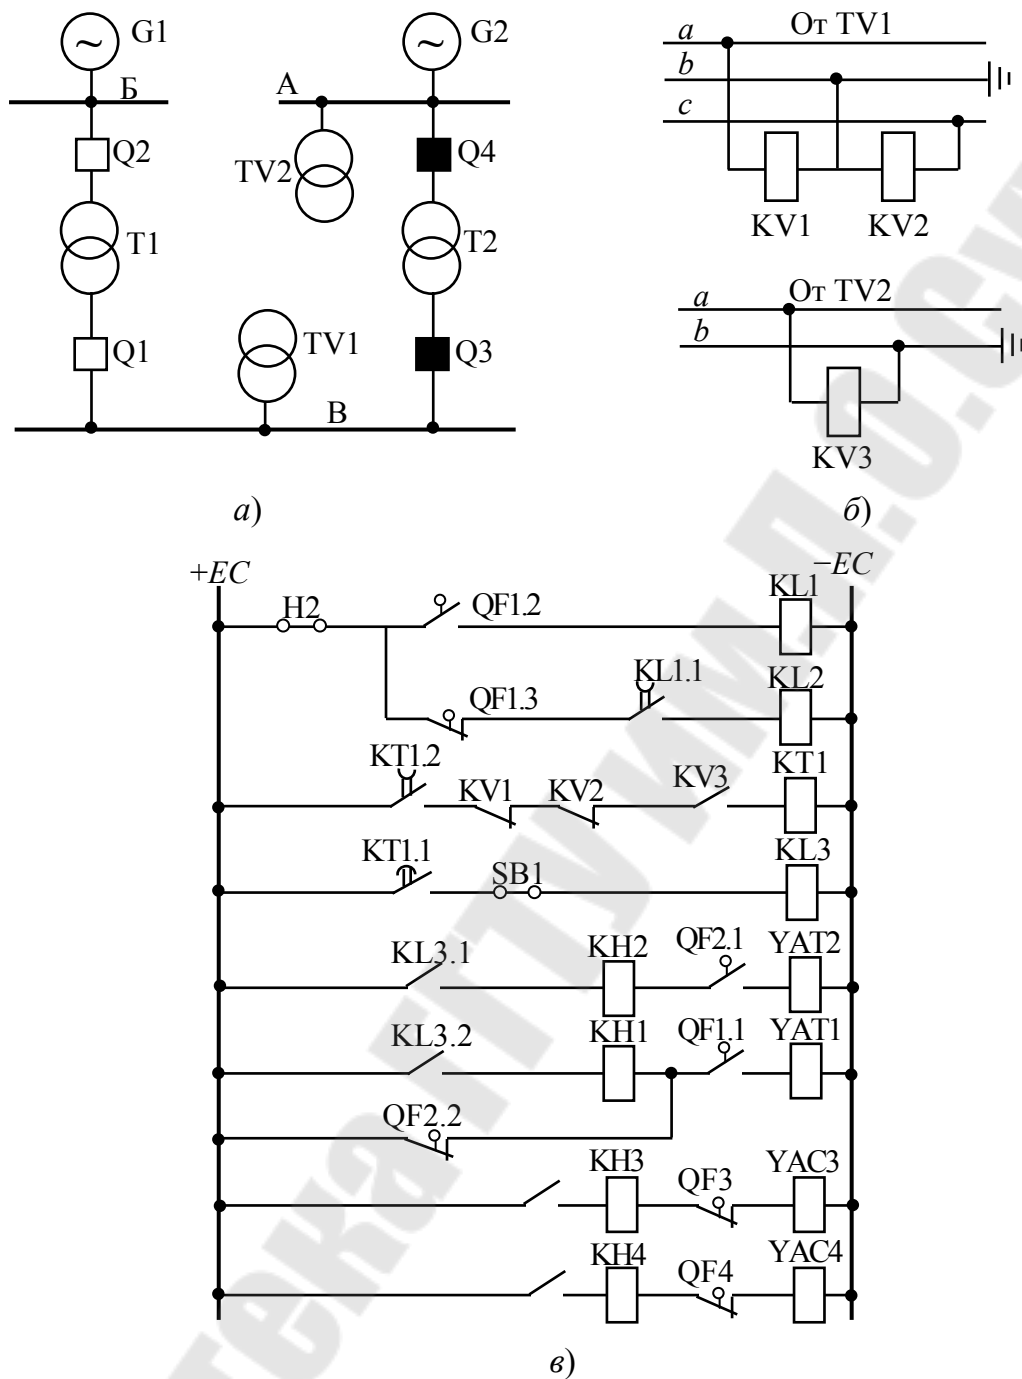 G1
G2
Б
А
Q2
TV2
Q4
T1
T2
Q1
TV1
Q3
В
а)
a
От TV1
b
c
KV1
KV2
a
От TV2
b
KV3
б)
+EC
−EC
H2
QF1.2
KL1
QF1.3
KL1.1
KL2
KT1.2
KV1
KV2
KV3
KT1
KT1.1
SB1
KL3
KL3.1
KH2
QF2.1
YAT2
KL3.2
KH1
QF1.1
YAT1
QF2.2
KH3
QF3
YAC3
KH4
QF4
YAC4
в)